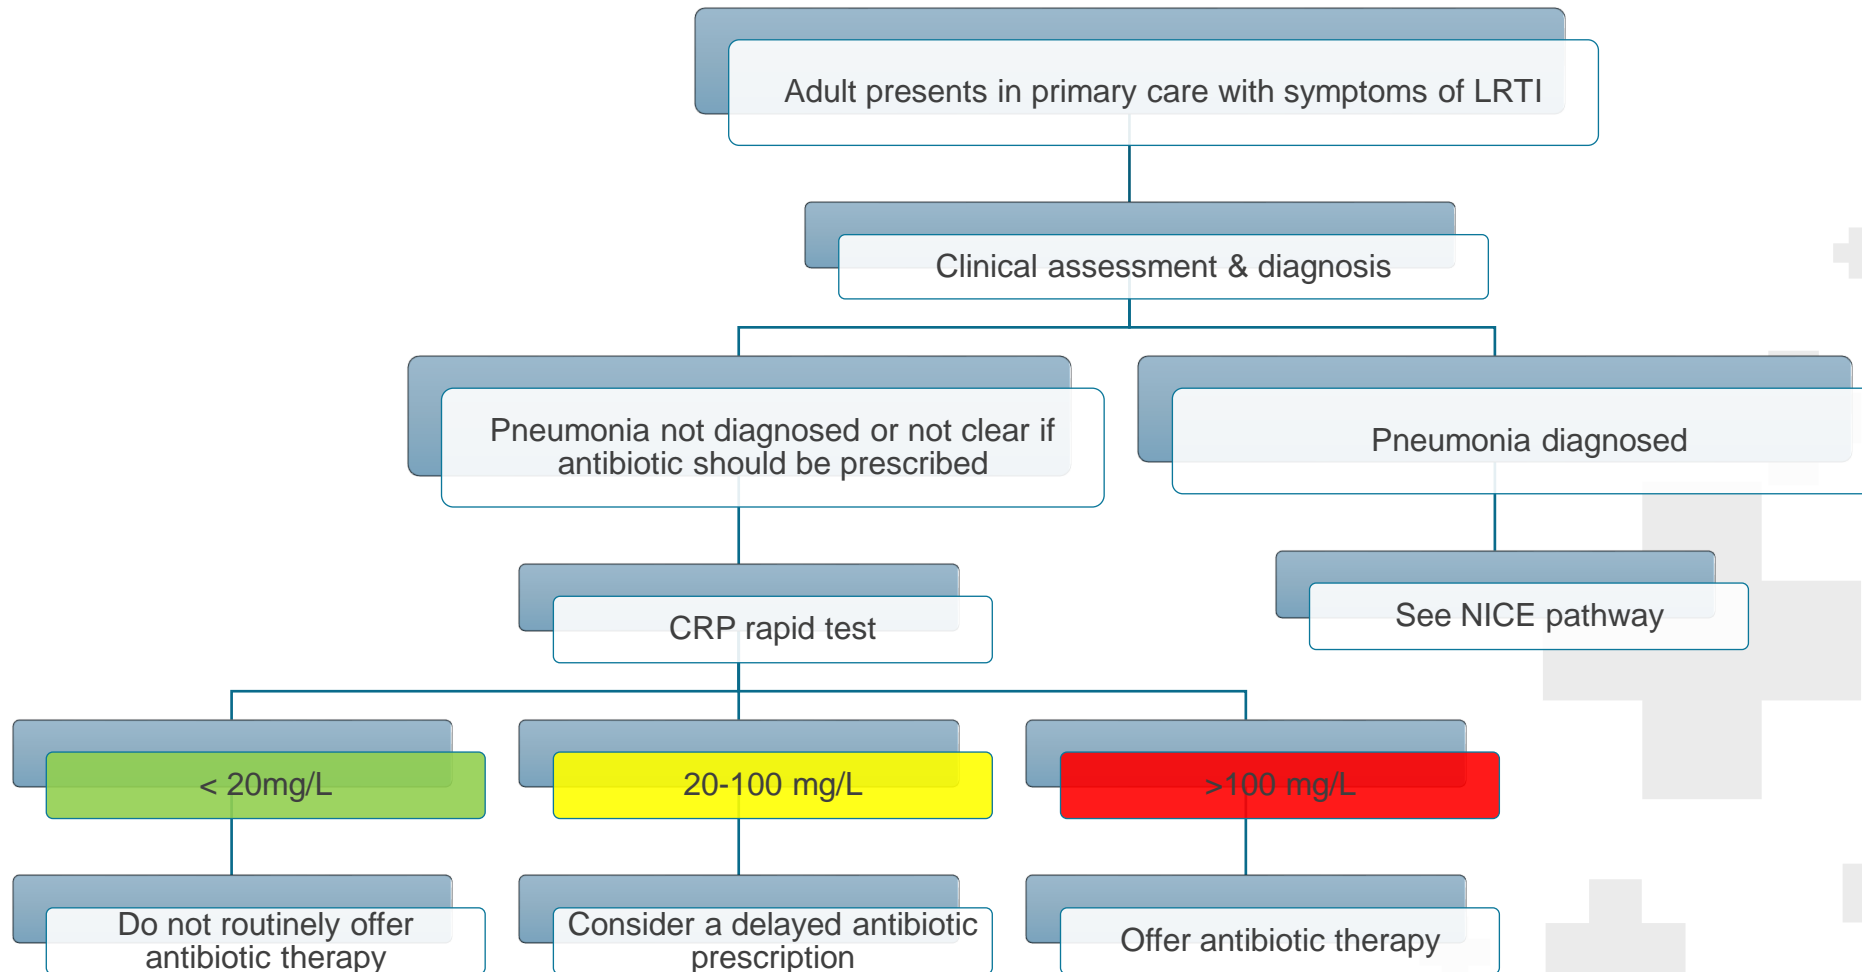 Adult presents in primary care with symptoms of LRTI
Clinical assessment & diagnosis
Pneumonia not diagnosed or not clear if
antibiotic should be prescribed
Pneumonia diagnosed
CRP rapid test
See NICE pathway
< 20mg/L
20-100 mg/L
>100 mg/L
Do not routinely offer
antibiotic therapy
Consider a delayed antibiotic
prescription
Offer antibiotic therapy